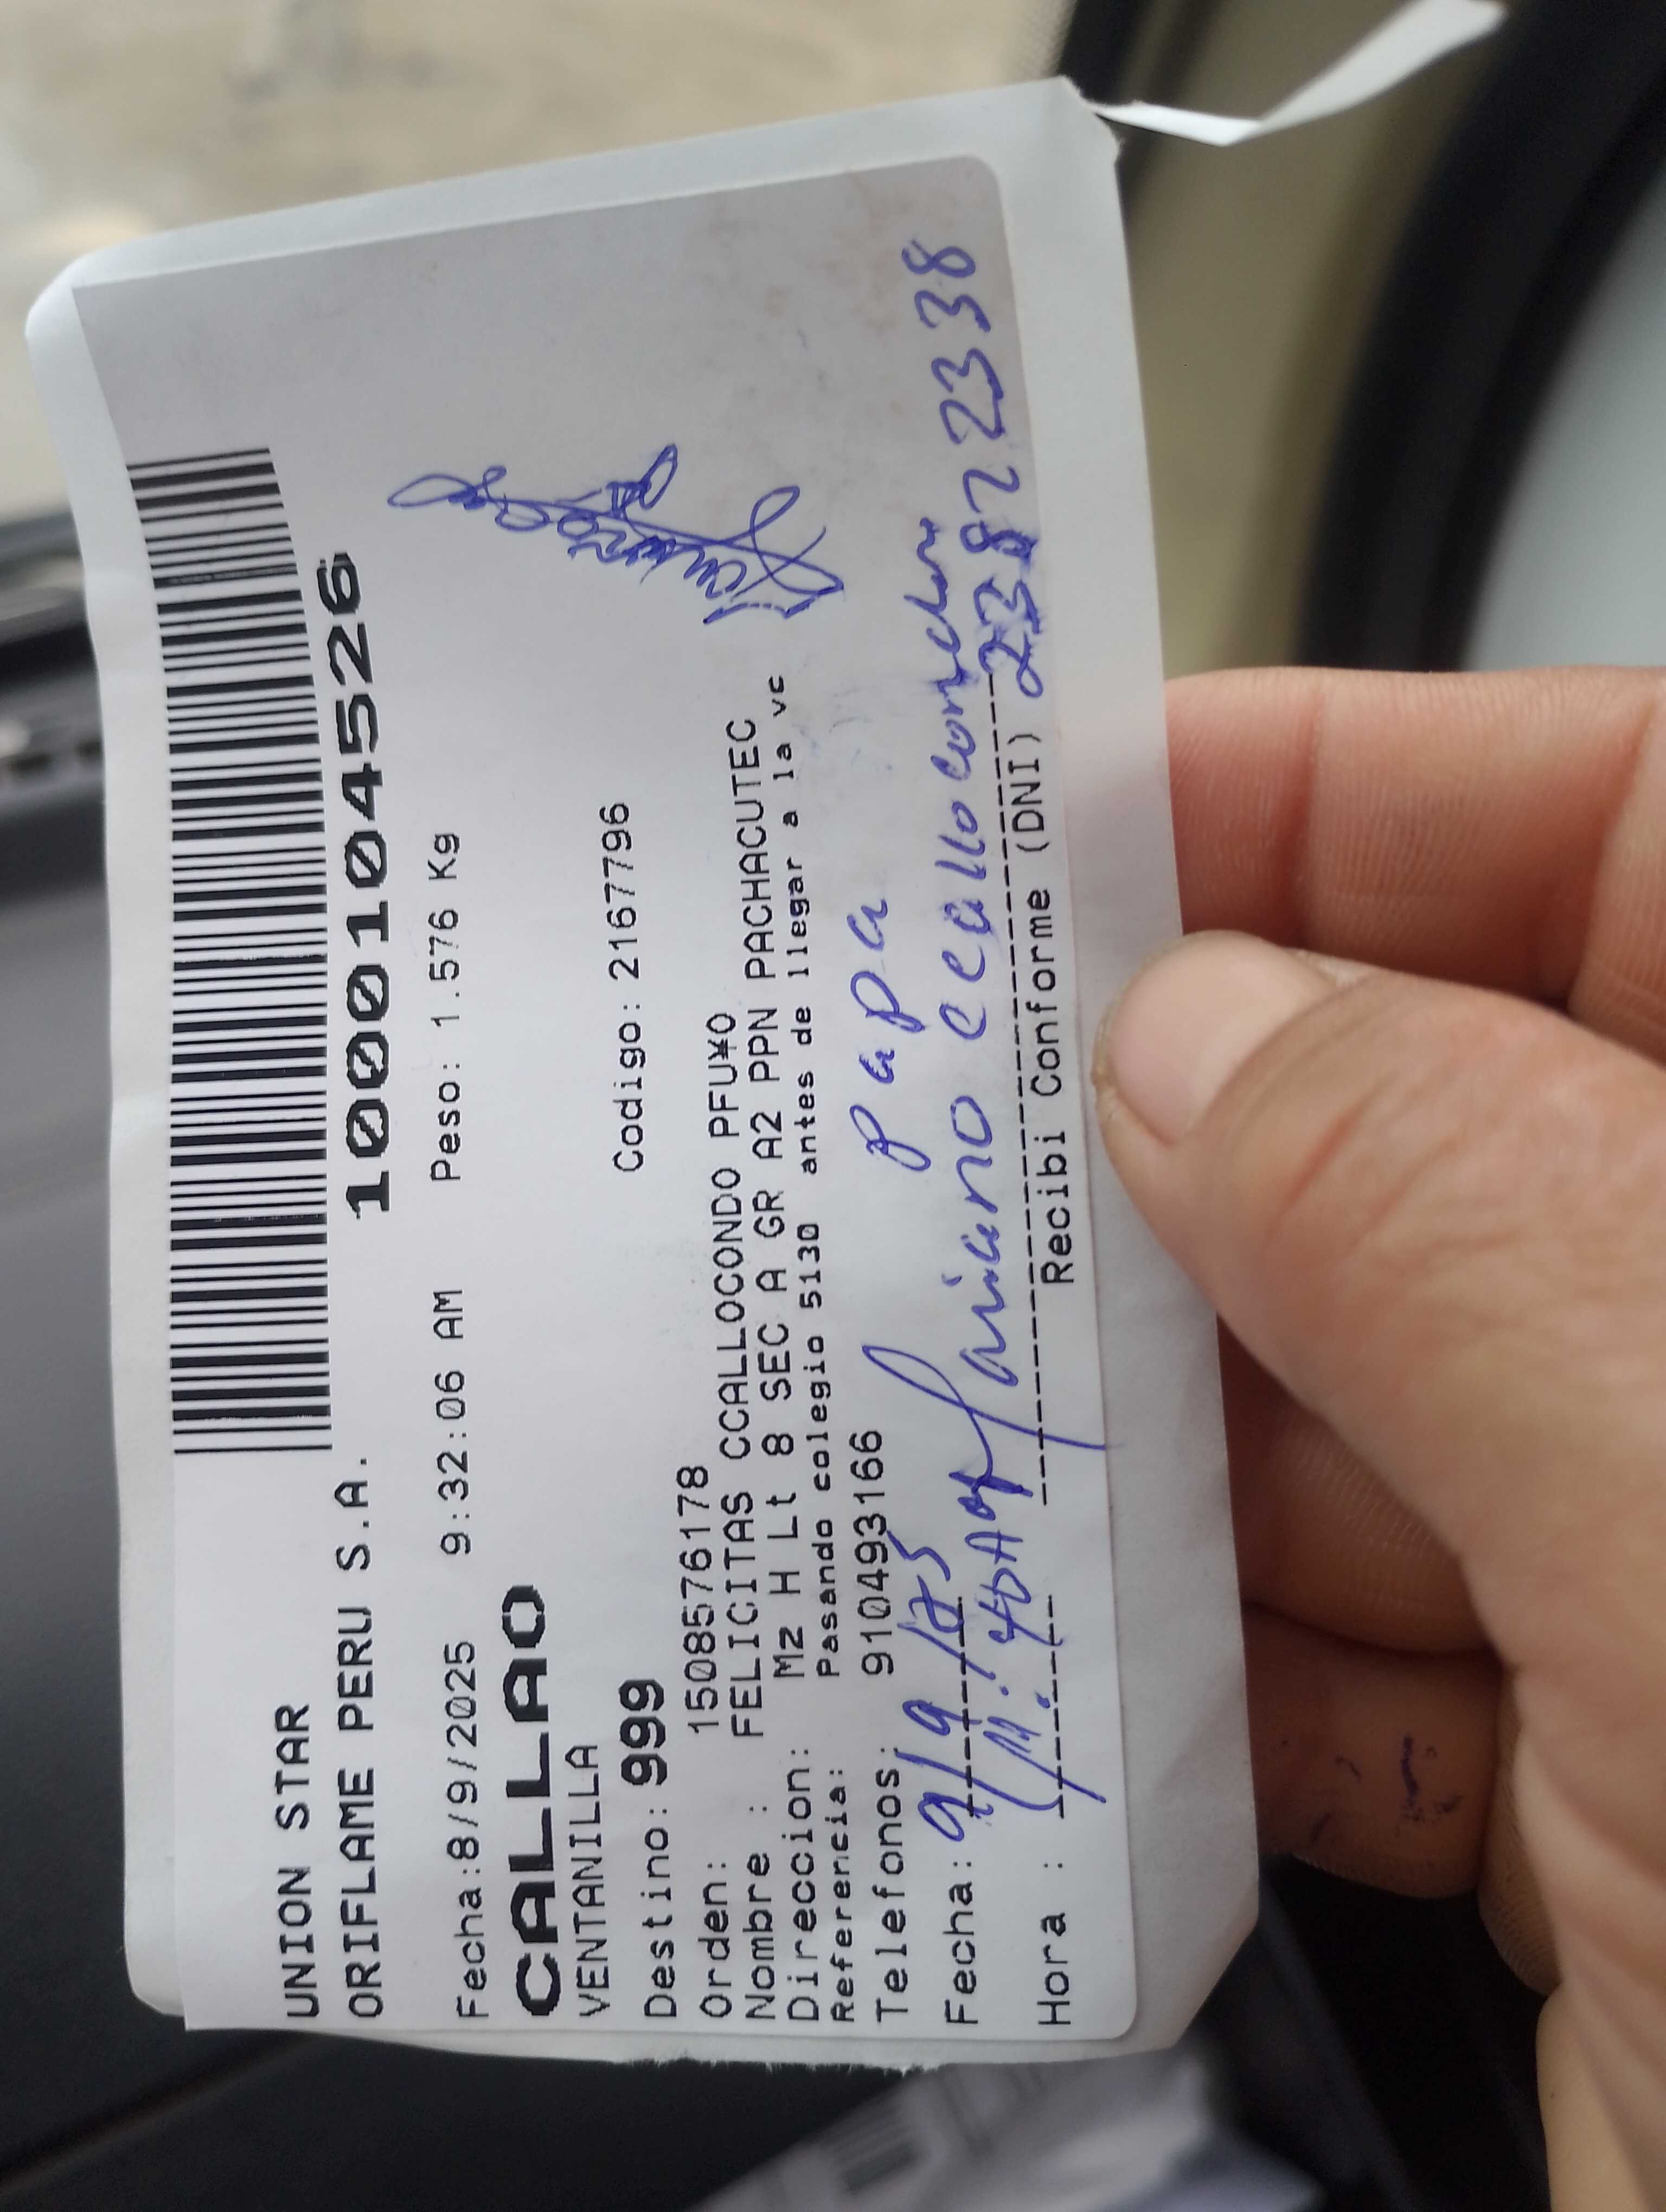 UNION STAR
ORIFLAME PERU S.A.
1000104526
Fecha:8/9/2025 9:32:06 AM Peso: 1.576 Kg
CALLAO
VENTANILLA
Destino: 999 Codigo: 2167796
Orden: 1508576178
Nombre : FELICITAS CCALLOCONDO PFU¥O
Direccion: Mz H Lt 8 SEC A GR A2 PPN PACHACUTEC
Referencia: Pasando colegio 5130 antes de llegar a la vc
Telefonos: 910493166
papa
Fecha: 9/9/25
Mariano ccallocondo
Hora : 11:40A
Recibi Conforme (DNI) 23872338